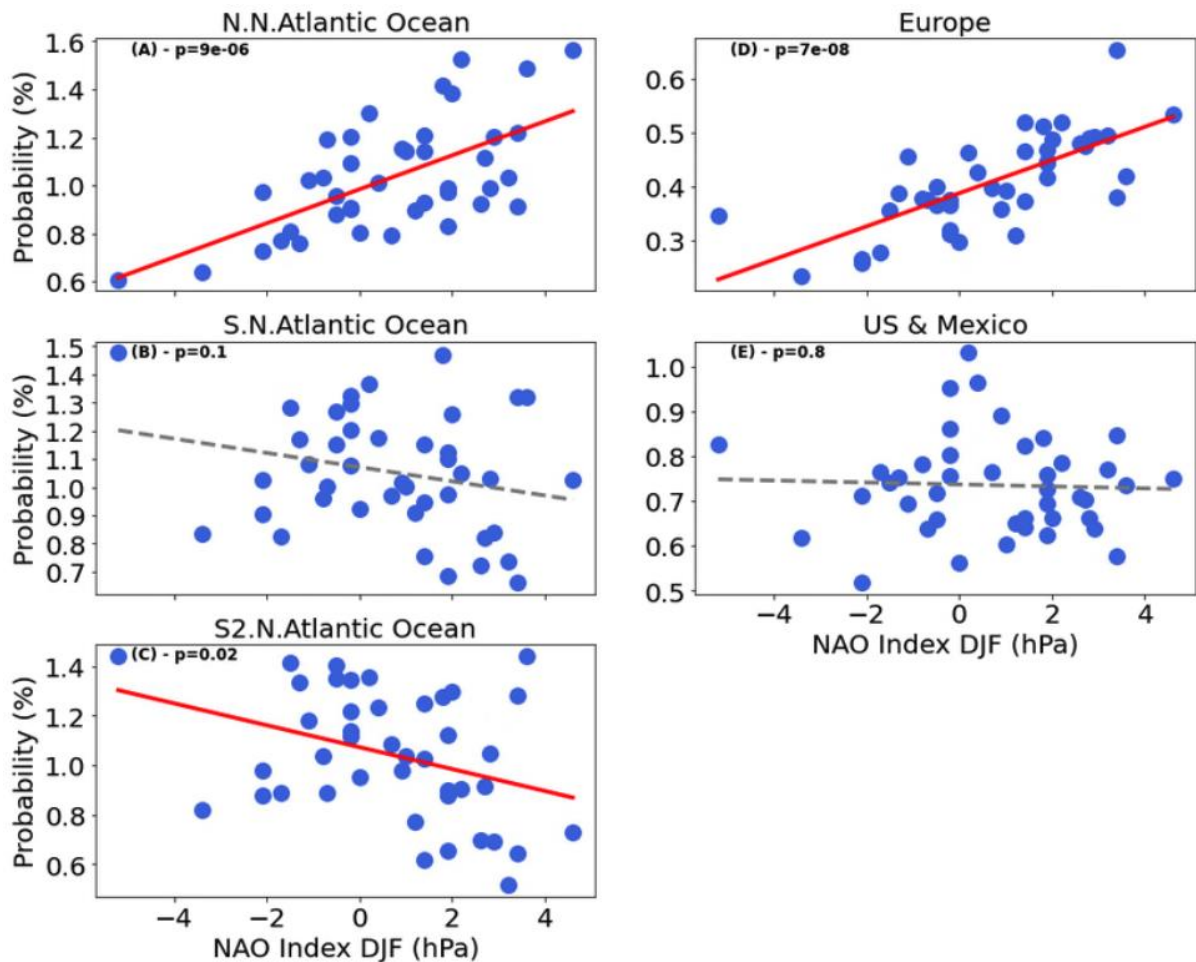 N.N.Atlantic Ocean
(A) - p=9e-06
Probability (%)
1.6
1.4
1.2
1.0
0.8
0.6
Europe
(D) - p=7e-08
0.6
0.5
0.4
0.3
S.N.Atlantic Ocean
(B) - p=0.1
Probability (%)
1.5
1.4
1.3
1.2
1.1
1.0
0.9
0.8
0.7
US & Mexico
(E) - p=0.8
1.0
0.9
0.8
0.7
0.6
0.5
−4 −2 0 2 4
NAO Index DJF (hPa)
S2.N.Atlantic Ocean
(C) - p=0.02
Probability (%)
1.4
1.2
1.0
0.8
0.6
−4 −2 0 2 4
NAO Index DJF (hPa)